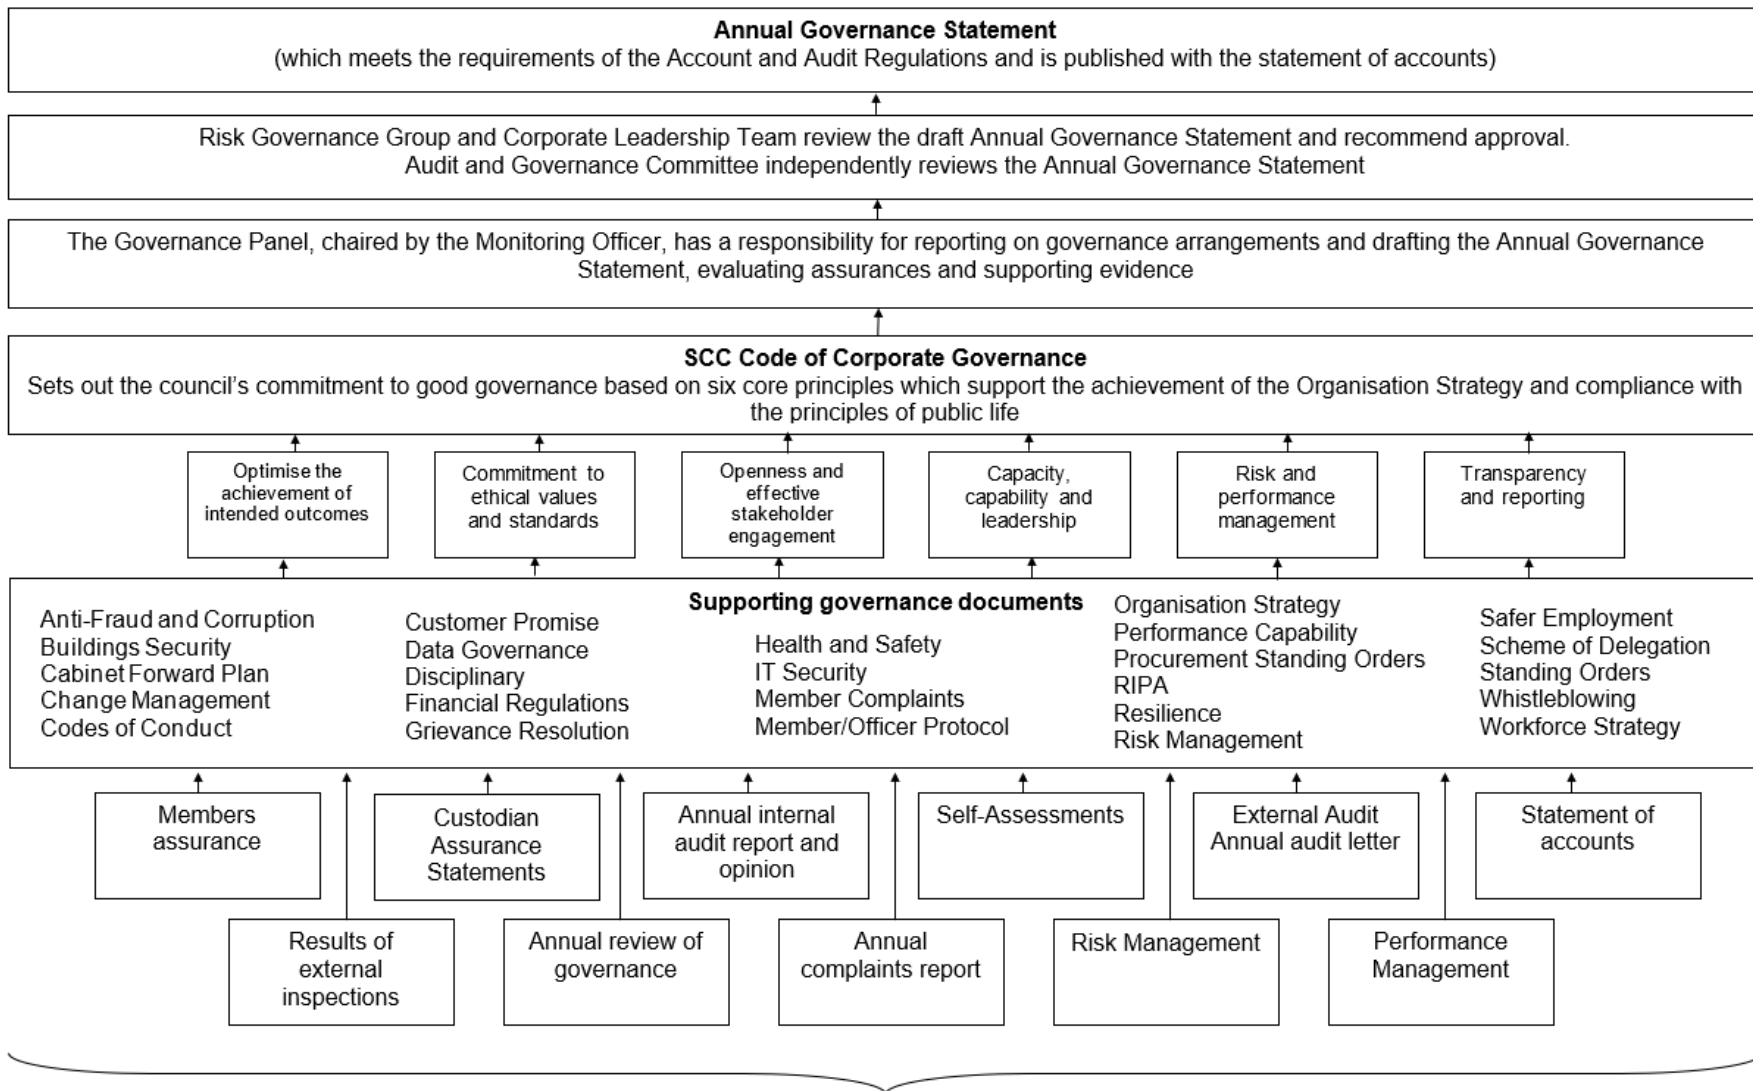 Annual Governance Statement
(which meets the requirements of the Account and Audit Regulations and is published with the statement of accounts)
Risk Governance Group and Corporate Leadership Team review the draft Annual Governance Statement and recommend approval.
Audit and Governance Committee independently reviews the Annual Governance Statement
The Governance Panel, chaired by the Monitoring Officer, has a responsibility for reporting on governance arrangements and drafting the Annual Governance
Statement, evaluating assurances and supporting evidence
SCC Code of Corporate Governance
Sets out the council's commitment to good governance based on six core principles which support the achievement of the Organisation Strategy and compliance with
the principles of public life
Optimise the
achievement of
intended outcomes
Commitment to
ethical values
and standards
Openness and
effective
stakeholder
engagement
Capacity,
capability and
leadership
Risk and
performance
management
Transparency
and reporting
Supporting governance documents
Anti-Fraud and Corruption
Buildings Security
Cabinet Forward Plan
Change Management
Codes of Conduct
Customer Promise
Data Governance
Disciplinary
Financial Regulations
Grievance Resolution
Health and Safety
IT Security
Member Complaints
Member/Officer Protocol
Organisation Strategy
Performance Capability
Procurement Standing Orders
RIPA
Resilience
Risk Management
Safer Employment
Scheme of Delegation
Standing Orders
Whistleblowing
Workforce Strategy
Members
assurance
Custodian
Assurance
Statements
Annual internal
audit report and
opinion
Self-Assessments
External Audit
Annual audit letter
Statement of
accounts
Results of
external
inspections
Annual review of
governance
Annual
complaints report
Risk Management
Performance
Management